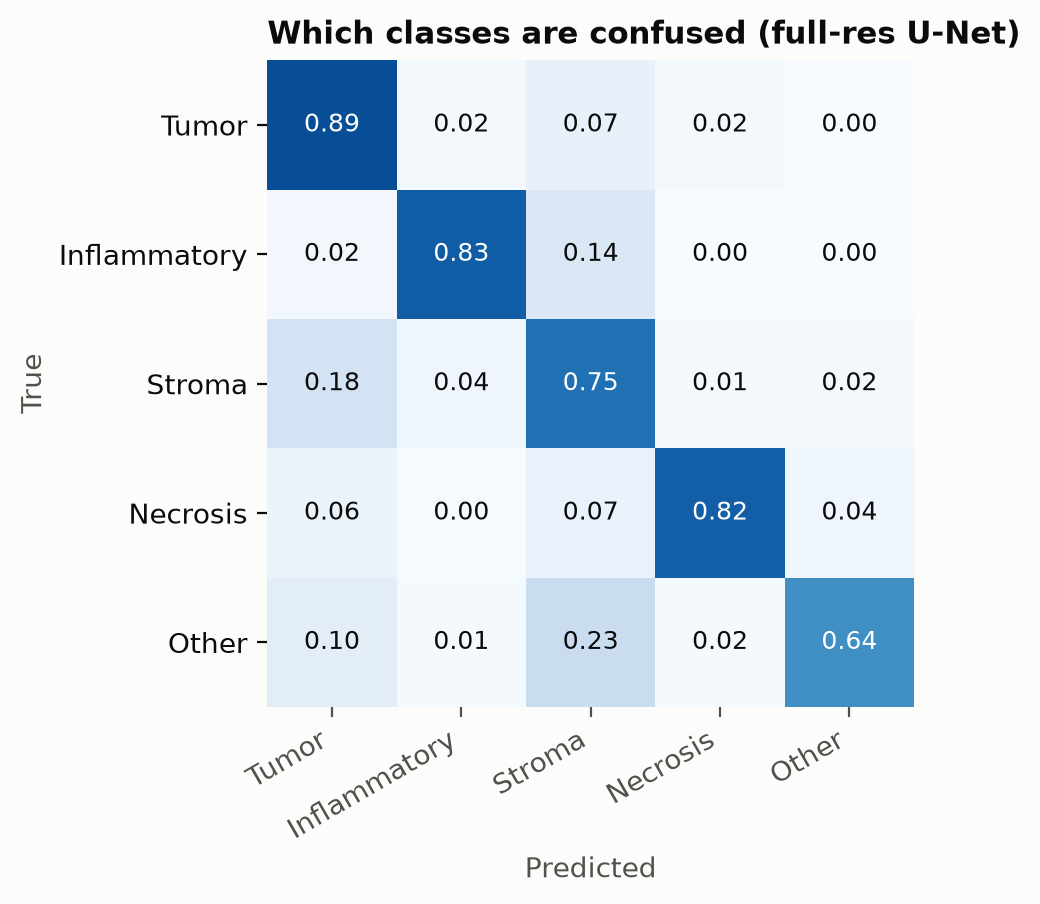 Which classes are confused (full-res U-Net)
True
Tumor 0.89 0.02 0.07 0.02 0.00
Inflammatory 0.02 0.83 0.14 0.00 0.00
Stroma 0.18 0.04 0.75 0.01 0.02
Necrosis 0.06 0.00 0.07 0.82 0.04
Other 0.10 0.01 0.23 0.02 0.64
Tumor Inflammatory Stroma Necrosis Other
Predicted